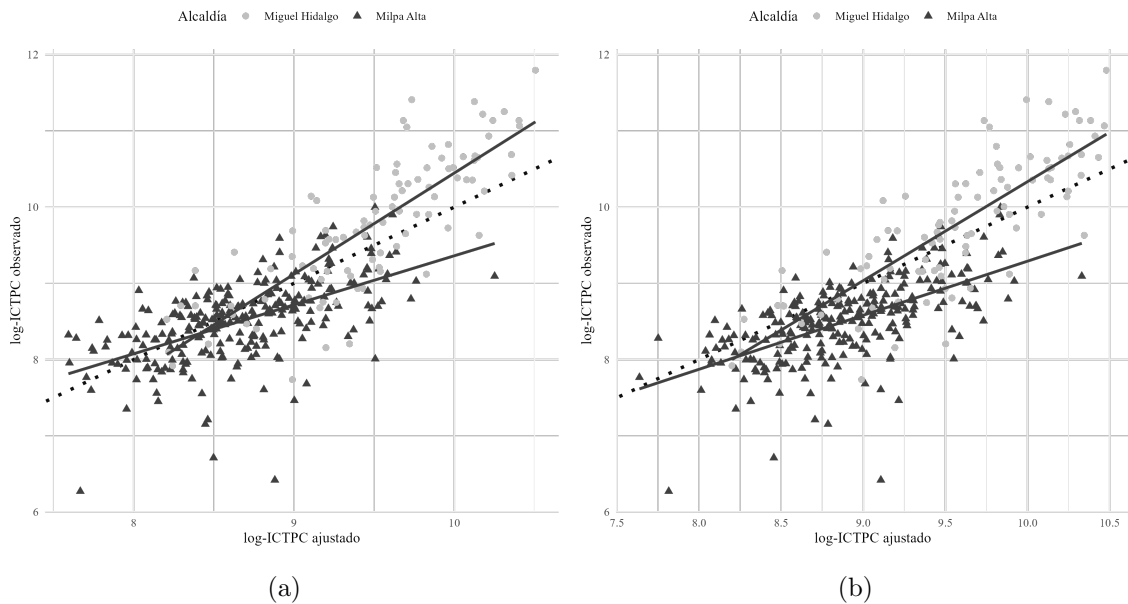 Alcaldía Miguel Hidalgo Milpa Alta
12
10
8
6
log-ICTPC observado
8 9 10
log-ICTPC ajustado
(a)
Alcaldía Miguel Hidalgo Milpa Alta
12
10
8
6
log-ICTPC observado
7.5 8.0 8.5 9.0 9.5 10.0 10.5
log-ICTPC ajustado
(b)